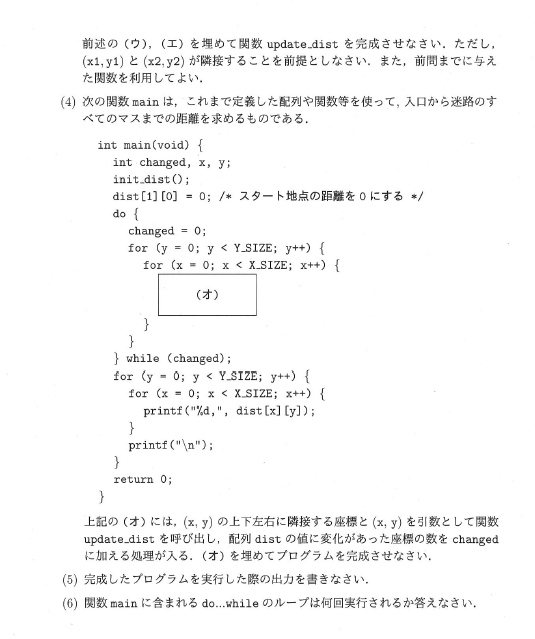 前述の（ウ），（エ）を埋めて関数 update_dist を完成させなさい．ただし，
(x1,y1) と (x2,y2) が隣接することを前提としなさい．また，前問までに与え
た関数を利用してよい．
(4) 次の関数 main は，これまで定義した配列や関数等を使って，入口から迷路のす
べてのマスまでの距離を求めるものである．
int main(void) {
int changed, x, y;
init_dist();
dist[1][0] = 0; /* スタート地点の距離を 0 にする */
do {
changed = 0;
for (y = 0; y < Y_SIZE; y++) {
for (x = 0; x < X_SIZE; x++) {
（オ）
}
}
} while (changed);
for (y = 0; y < Y_SIZE; y++) {
for (x = 0; x < X_SIZE; x++) {
printf("%d,", dist[x][y]);
}
printf("\n");
}
return 0;
}
上記の（オ）には，(x, y) の上下左右に隣接する座標と (x, y) を引数として関数
update_dist を呼び出し，配列 dist の値に変化があった座標の数を changed
に加える処理が入る．（オ）を埋めてプログラムを完成させなさい．
(5) 完成したプログラムを実行した際の出力を書きなさい．
(6) 関数 main に含まれる do...while のループは何回実行されるか答えなさい．